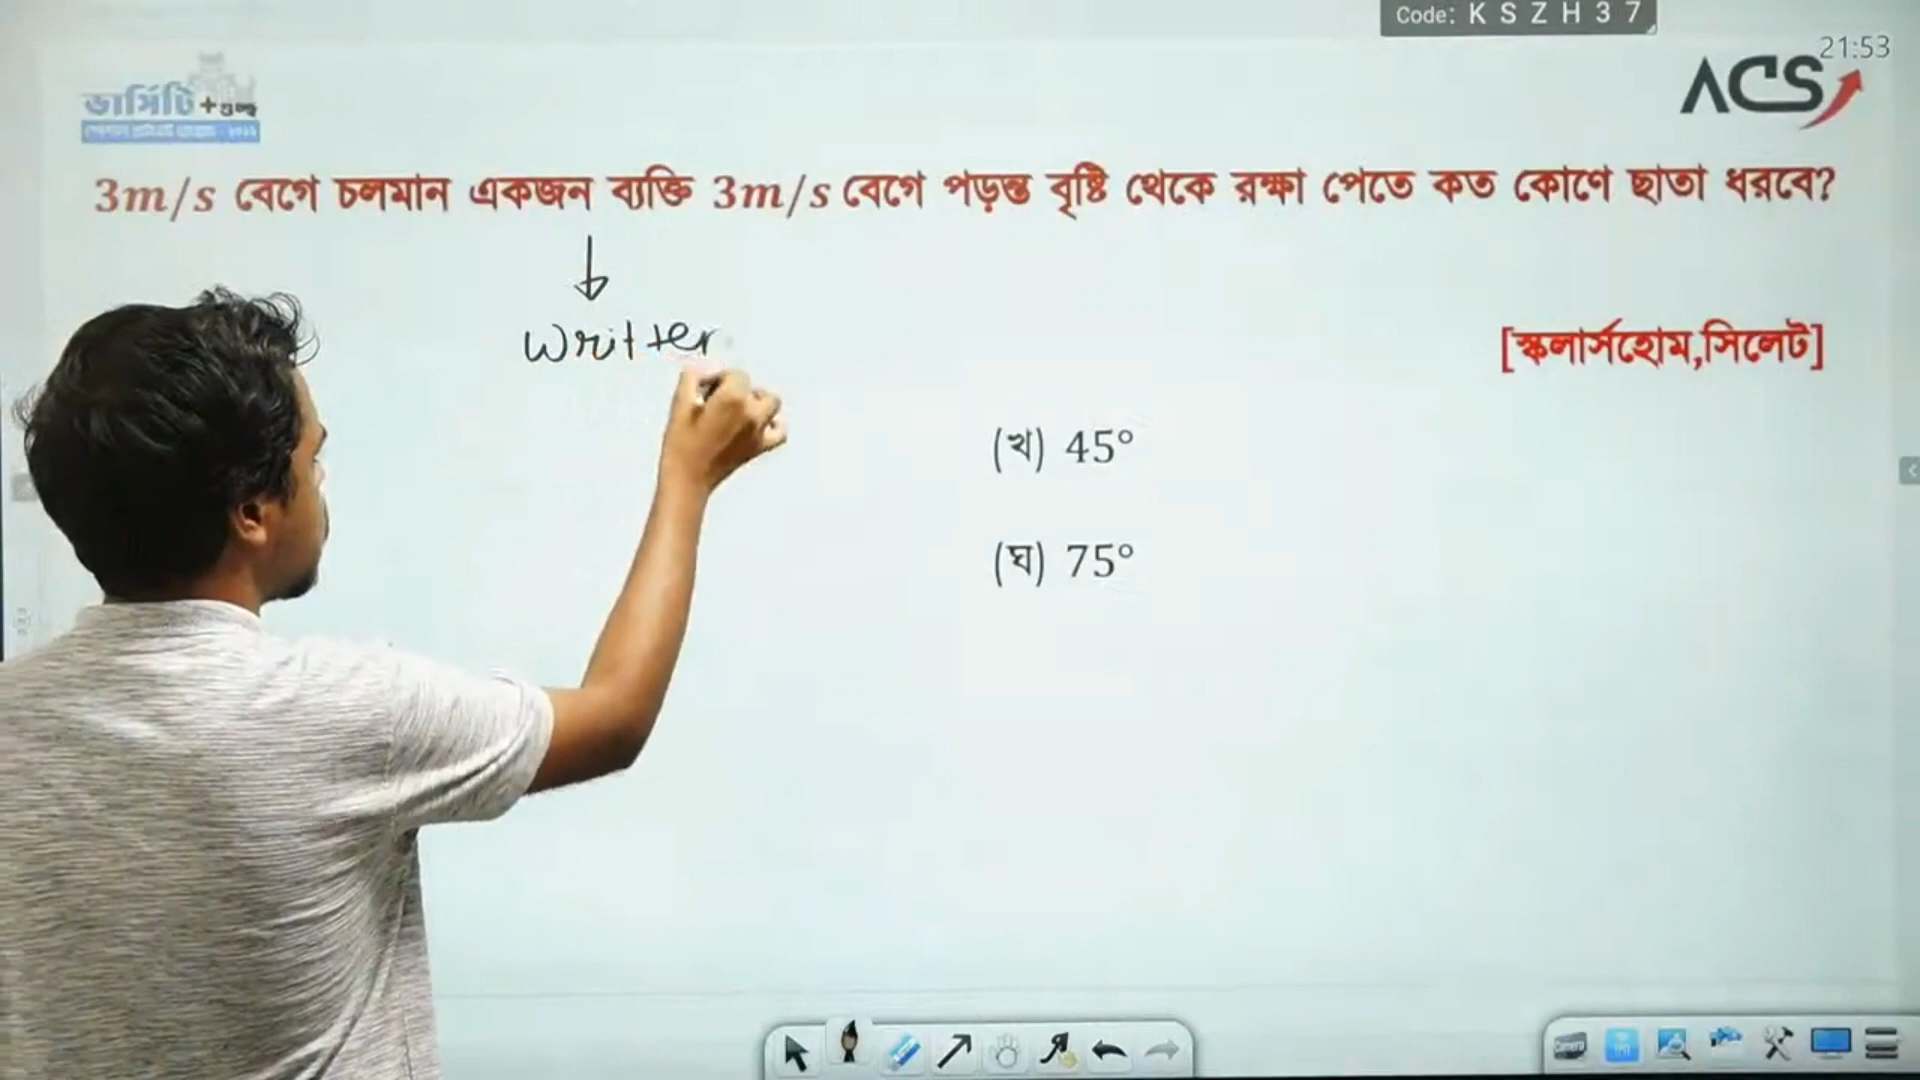 Code: K S Z H 3 7
21:53
ভার্সিটি +গুচ্ছ
ACS
3m/s বেগে চলমান একজন ব্যক্তি 3m/s বেগে পড়ন্ত বৃষ্টি থেকে রক্ষা পেতে কত কোণে ছাতা ধরবে?
writter
[স্কলার্সহোম,সিলেট]
(খ) 45°
(ঘ) 75°
Camera